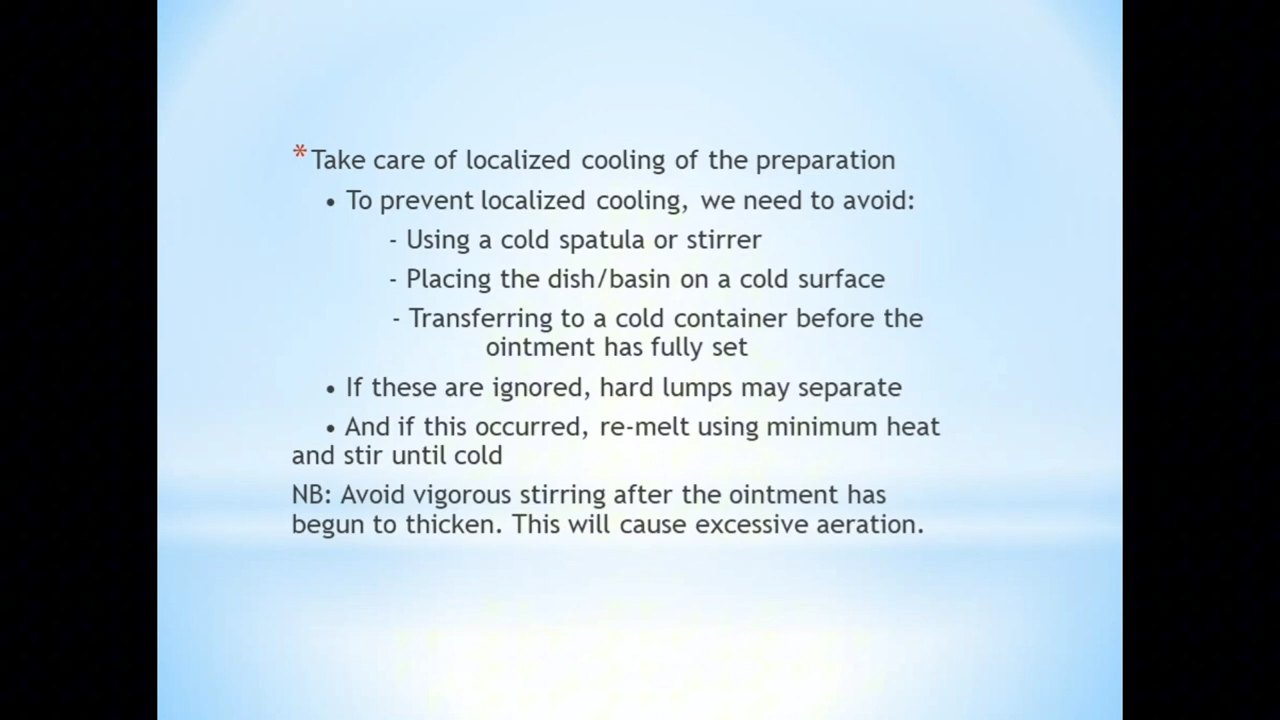 *Take care of localized cooling of the preparation
• To prevent localized cooling, we need to avoid:
- Using a cold spatula or stirrer
- Placing the dish/basin on a cold surface
- Transferring to a cold container before the
ointment has fully set
• If these are ignored, hard lumps may separate
• And if this occurred, re-melt using minimum heat
and stir until cold
NB: Avoid vigorous stirring after the ointment has
begun to thicken. This will cause excessive aeration.